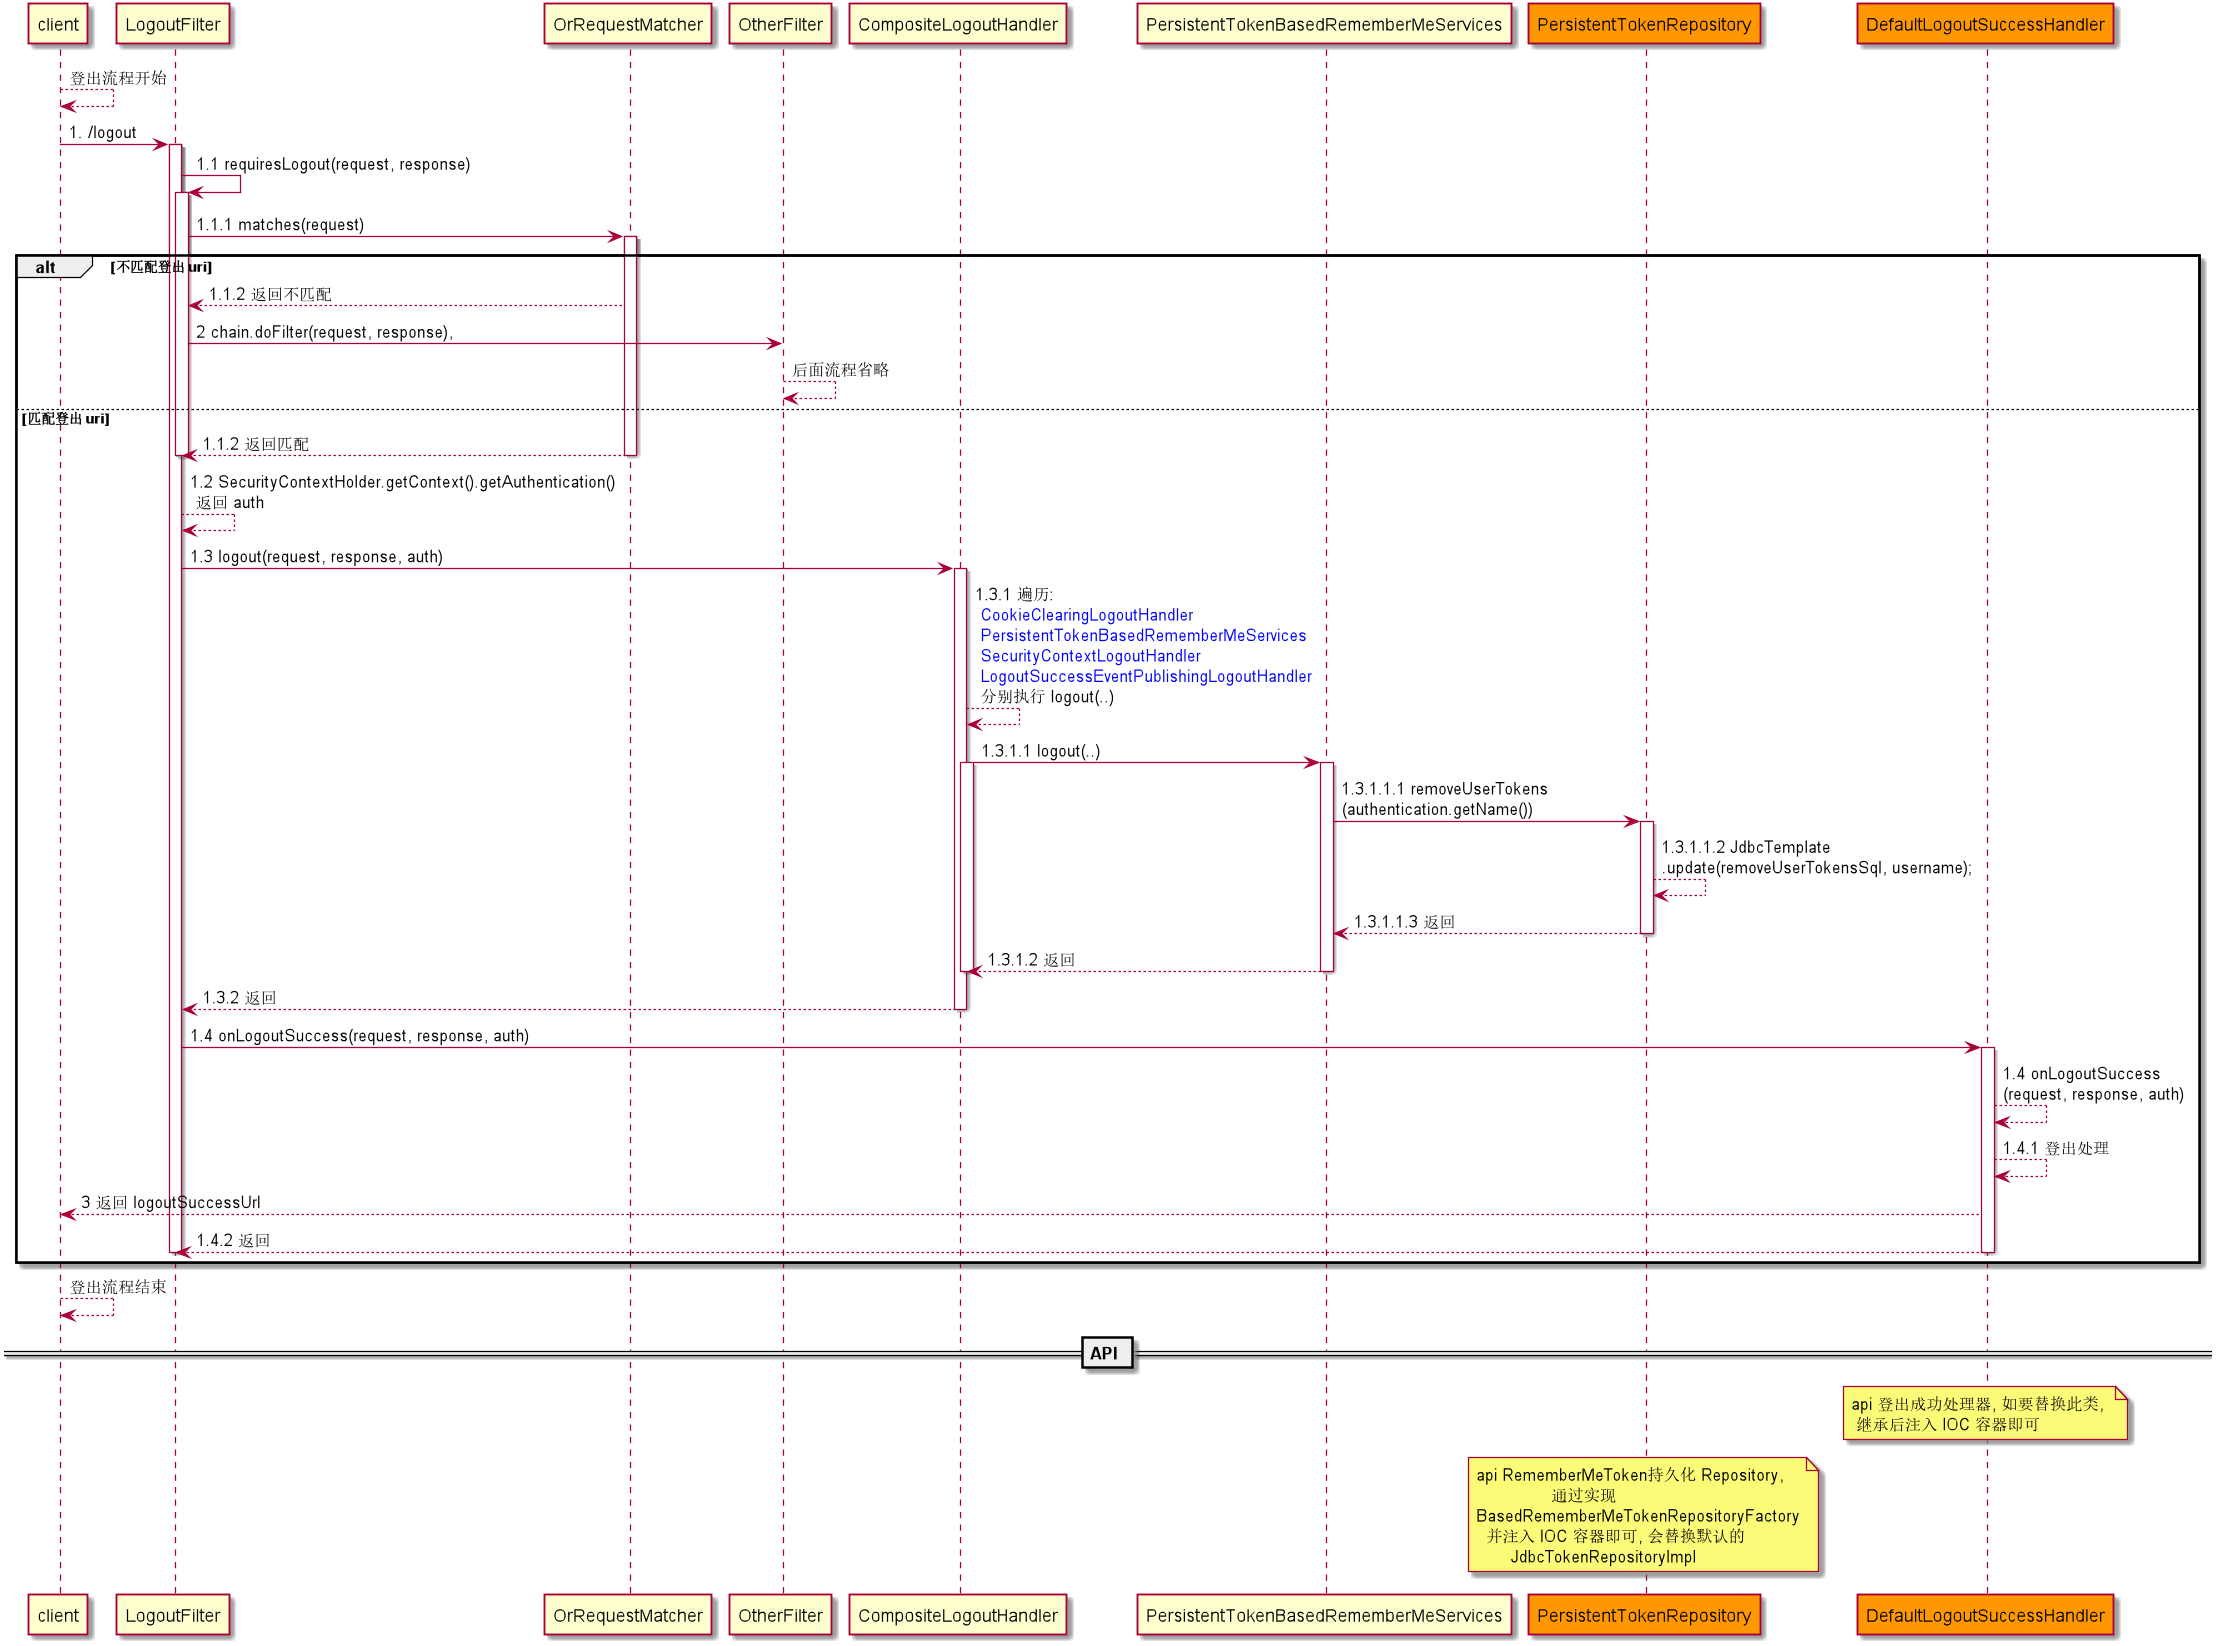 client
LogoutFilter
OrRequestMatcher
OtherFilter
CompositeLogoutHandler
PersistentTokenBasedRememberMeServices
PersistentTokenRepository
DefaultLogoutSuccessHandler
登出流程开始
1. /logout
1.1 requiresLogout(request, response)
1.1.1 matches(request)
alt
[不匹配登出 uri]
1.1.2 返回不匹配
2 chain.doFilter(request, response),
后面流程省略
[匹配登出 uri]
1.1.2 返回匹配
1.2 SecurityContextHolder.getContext().getAuthentication()
返回 auth
1.3 logout(request, response, auth)
1.3.1 遍历:
CookieClearingLogoutHandler
PersistentTokenBasedRememberMeServices
SecurityContextLogoutHandler
LogoutSuccessEventPublishingLogoutHandler
分别执行 logout(..)
1.3.1.1 logout(..)
1.3.1.1.1 removeUserTokens
(authentication.getName())
1.3.1.1.2 JdbcTemplate
.update(removeUserTokensSql, username);
1.3.1.1.3 返回
1.3.1.2 返回
1.3.2 返回
1.4 onLogoutSuccess(request, response, auth)
1.4 onLogoutSuccess
(request, response, auth)
1.4.1 登出处理
3 返回 logoutSuccessUrl
1.4.2 返回
登出流程结束
API
api 登出成功处理器, 如要替换此类,
继承后注入 IOC 容器即可
api RememberMeToken持久化 Repository,
通过实现
BasedRememberMeTokenRepositoryFactory
并注入 IOC 容器即可, 会替换默认的
JdbcTokenRepositoryImpl
client
LogoutFilter
OrRequestMatcher
OtherFilter
CompositeLogoutHandler
PersistentTokenBasedRememberMeServices
PersistentTokenRepository
DefaultLogoutSuccessHandler